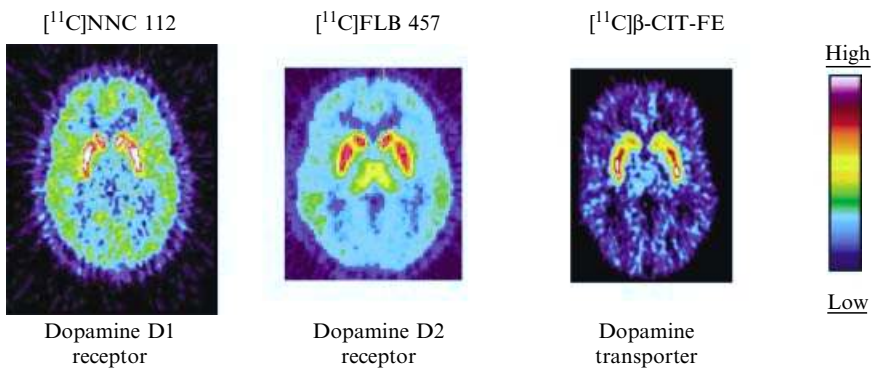 [¹¹C]NNC 112
[¹¹C]FLB 457
[¹¹C]β-CIT-FE
High
Low
Dopamine D1
receptor
Dopamine D2
receptor
Dopamine
transporter